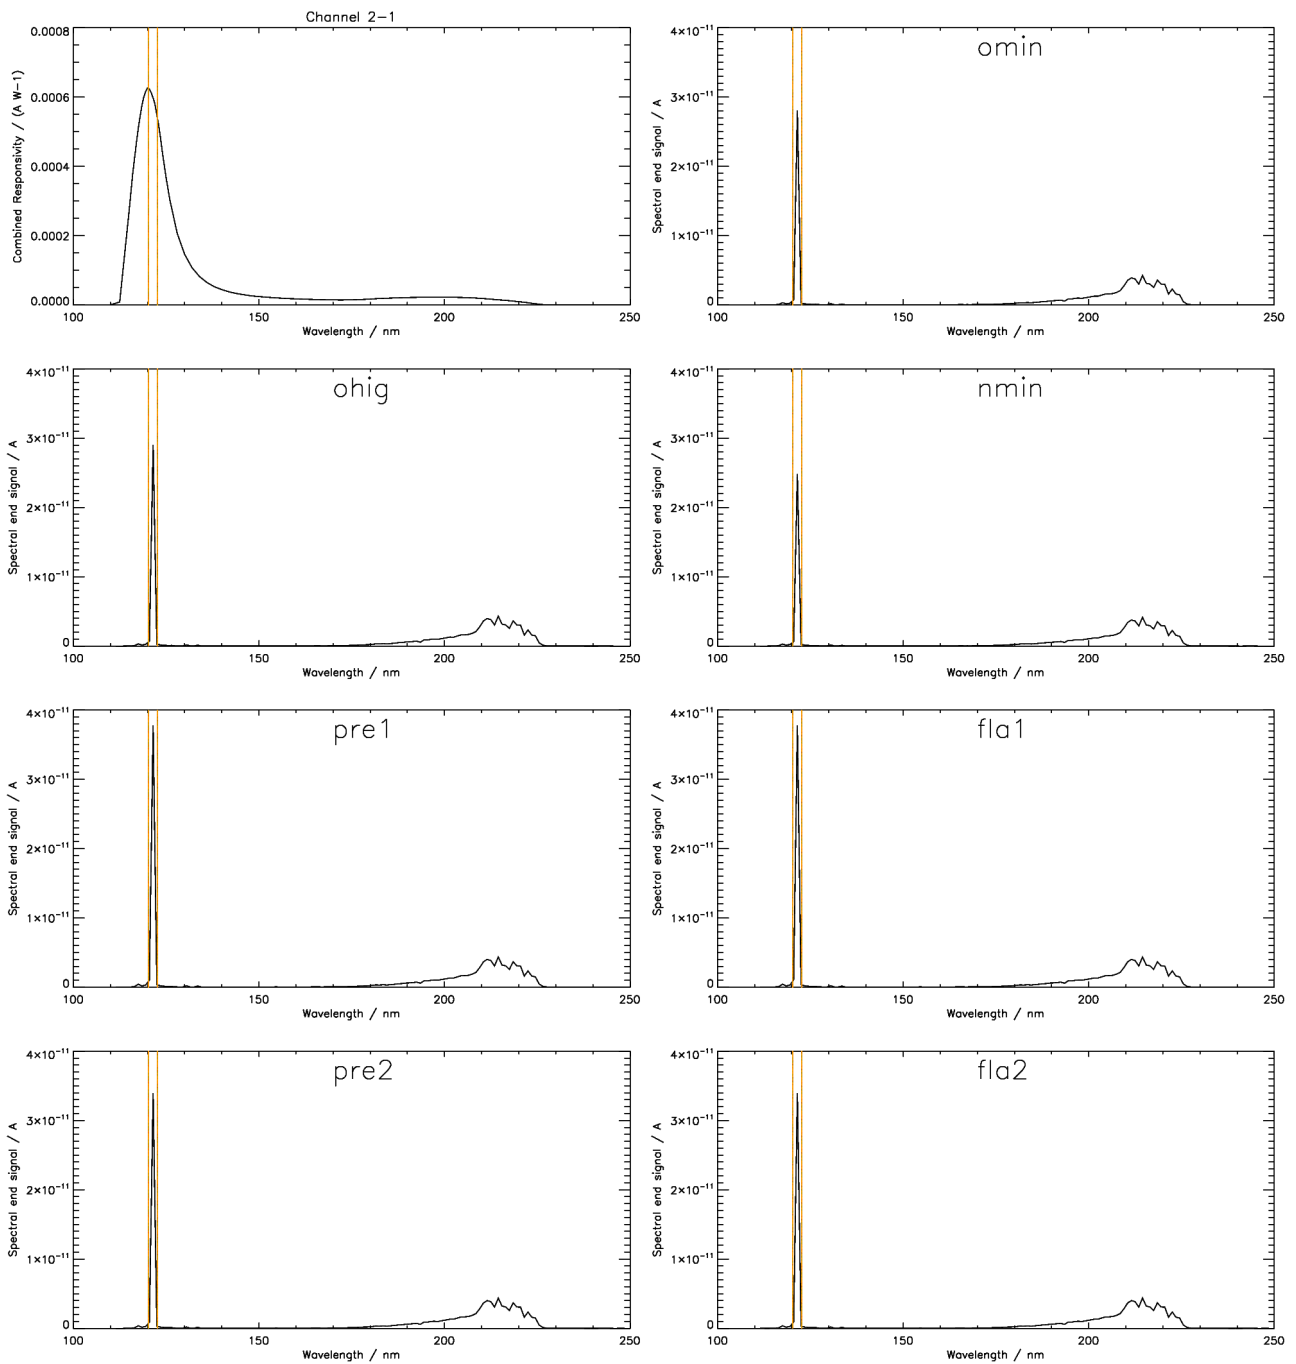 Channel 2-1
0.0008
0.0006
0.0004
0.0002
0.0000
Combined Responsivity / (A W-1)
100 150 200 250
Wavelength / nm
omin
4×10⁻¹¹
3×10⁻¹¹
2×10⁻¹¹
1×10⁻¹¹
0
Spectral end signal / A
100 150 200 250
Wavelength / nm
ohig
4×10⁻¹¹
3×10⁻¹¹
2×10⁻¹¹
1×10⁻¹¹
0
Spectral end signal / A
100 150 200 250
Wavelength / nm
nmin
4×10⁻¹¹
3×10⁻¹¹
2×10⁻¹¹
1×10⁻¹¹
0
Spectral end signal / A
100 150 200 250
Wavelength / nm
pre1
4×10⁻¹¹
3×10⁻¹¹
2×10⁻¹¹
1×10⁻¹¹
0
Spectral end signal / A
100 150 200 250
Wavelength / nm
fla1
4×10⁻¹¹
3×10⁻¹¹
2×10⁻¹¹
1×10⁻¹¹
0
Spectral end signal / A
100 150 200 250
Wavelength / nm
pre2
4×10⁻¹¹
3×10⁻¹¹
2×10⁻¹¹
1×10⁻¹¹
0
Spectral end signal / A
100 150 200 250
Wavelength / nm
fla2
4×10⁻¹¹
3×10⁻¹¹
2×10⁻¹¹
1×10⁻¹¹
0
Spectral end signal / A
100 150 200 250
Wavelength / nm